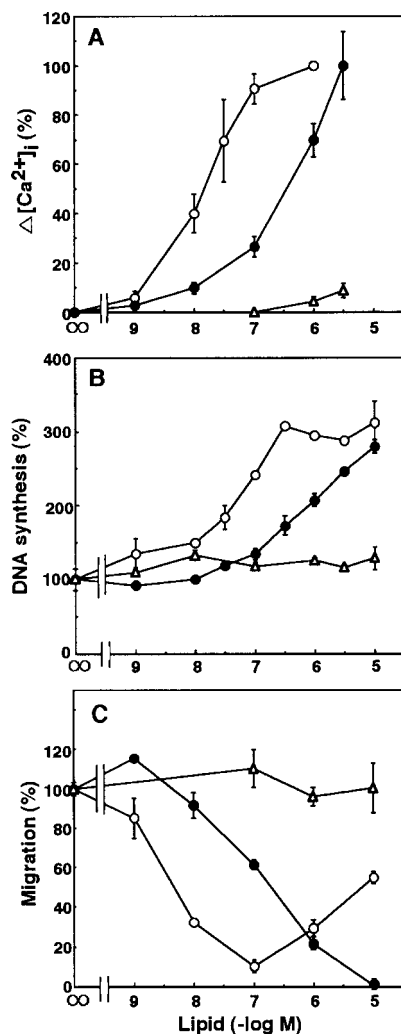 A
Δ[Ca2+]i (%)
120
100
80
60
40
20
0
∞ 9 8 7 6 5
B
DNA synthesis (%)
400
300
200
100
0
∞ 9 8 7 6 5
C
Migration (%)
120
100
80
60
40
20
0
∞ 9 8 7 6 5
Lipid (-log M)